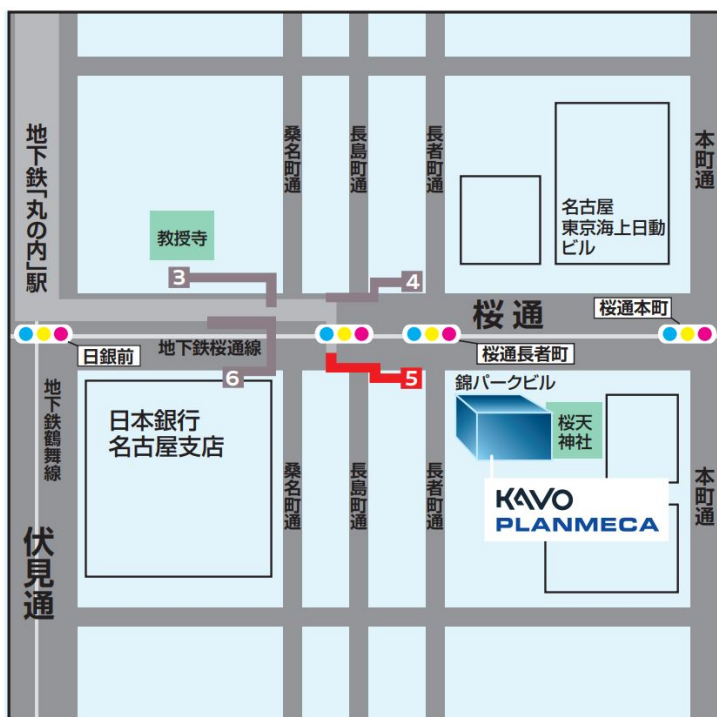 地下鉄「丸の内」駅
桑名町通
長島町通
長者町通
本町通
名古屋
東京海上日動
ビル
教授寺
3
4
桜通
桜通本町
日銀前
地下鉄桜通線
桜通長者町
6
5
錦パークビル
地下鉄鶴舞線
日本銀行
名古屋支店
桜天
神社
桑名町通
長島町通
長者町通
本町通
KAVO
PLANMECA
伏見通